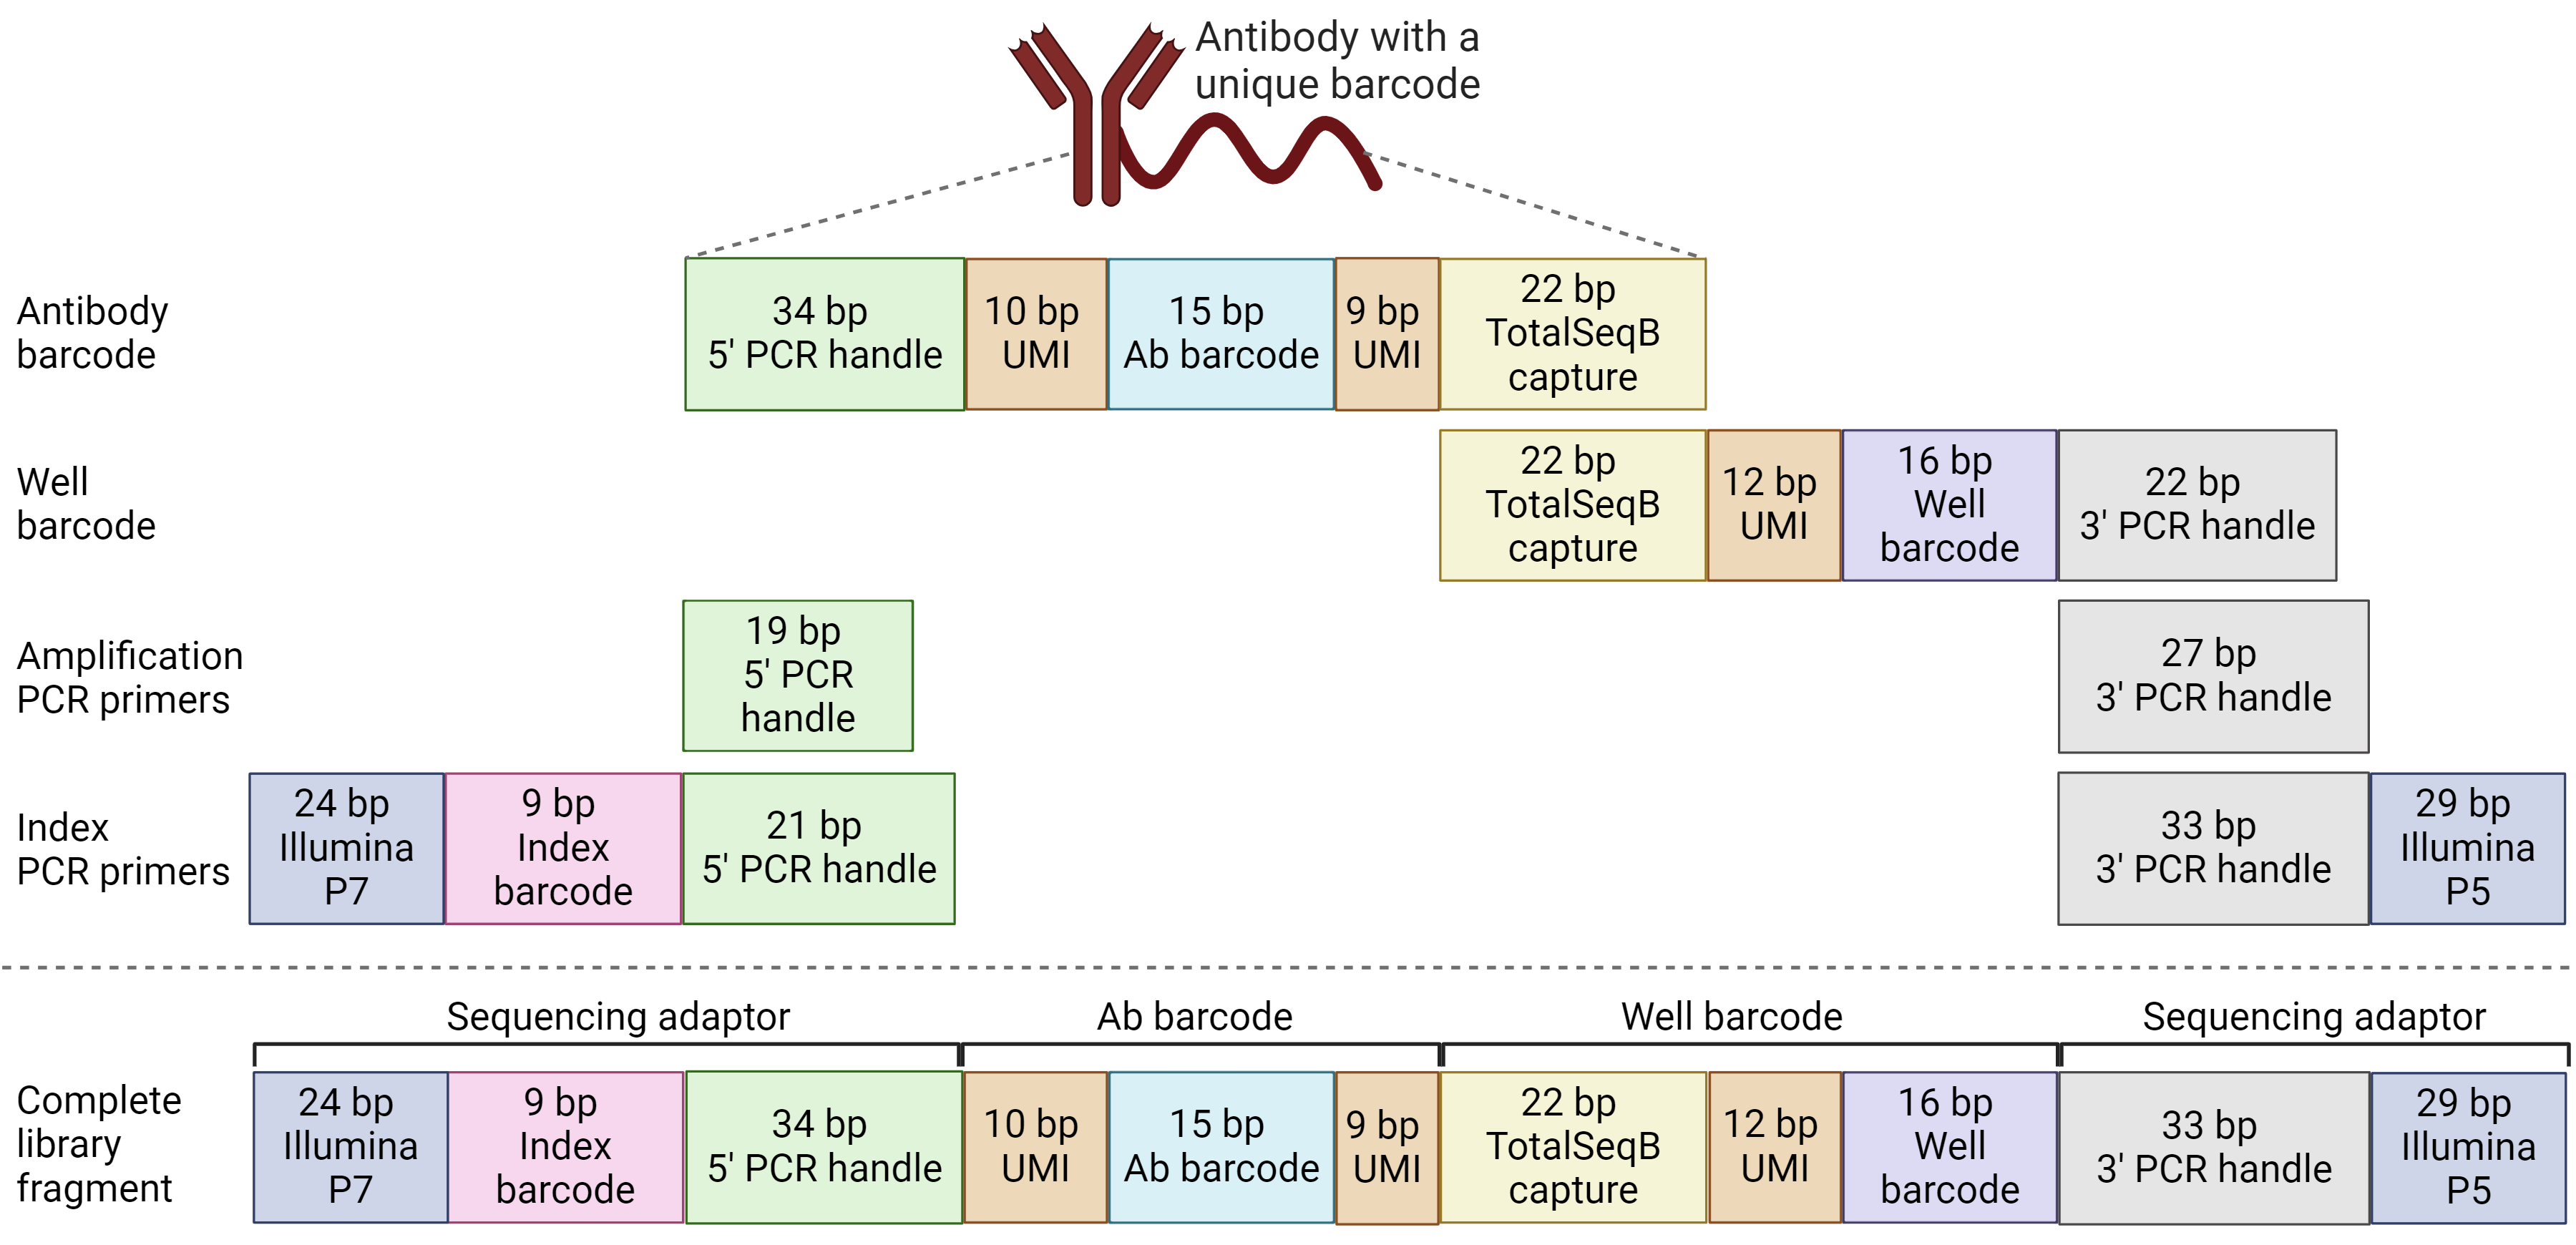 Antibody with a
unique barcode
Antibody
barcode
34 bp
5' PCR handle
10 bp
UMI
15 bp
Ab barcode
9 bp
UMI
22 bp
TotalSeqB
capture
Well
barcode
22 bp
TotalSeqB
capture
12 bp
UMI
16 bp
Well
barcode
22 bp
3' PCR handle
Amplification
PCR primers
19 bp
5' PCR
handle
27 bp
3' PCR handle
Index
PCR primers
24 bp
Illumina
P7
9 bp
Index
barcode
21 bp
5' PCR handle
33 bp
3' PCR handle
29 bp
Illumina
P5
Sequencing adaptor
Ab barcode
Well barcode
Sequencing adaptor
Complete
library
fragment
24 bp
Illumina
P7
9 bp
Index
barcode
34 bp
5' PCR handle
10 bp
UMI
15 bp
Ab barcode
9 bp
UMI
22 bp
TotalSeqB
capture
12 bp
UMI
16 bp
Well
barcode
33 bp
3' PCR handle
29 bp
Illumina
P5